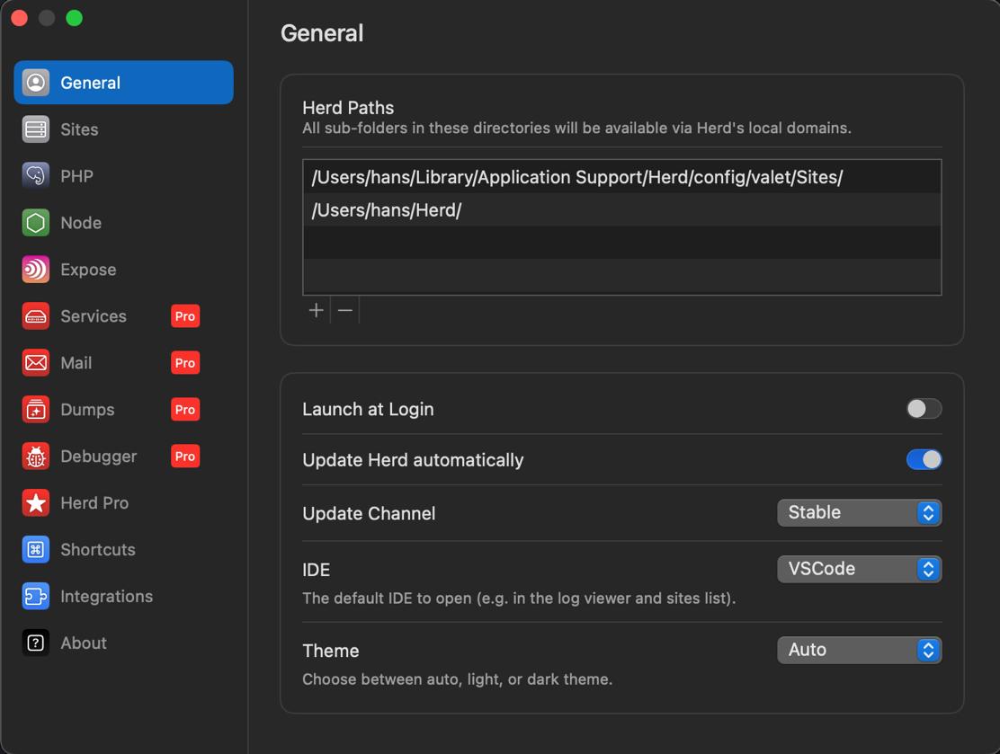 General
Sites
PHP
Node
Expose
Services Pro
Mail Pro
Dumps Pro
Debugger Pro
Herd Pro
Shortcuts
Integrations
About
General
Herd Paths
All sub-folders in these directories will be available via Herd's local domains.
/Users/hans/Library/Application Support/Herd/config/valet/Sites/
/Users/hans/Herd/
Launch at Login
Update Herd automatically
Update Channel Stable
IDE VSCode
The default IDE to open (e.g. in the log viewer and sites list).
Theme Auto
Choose between auto, light, or dark theme.